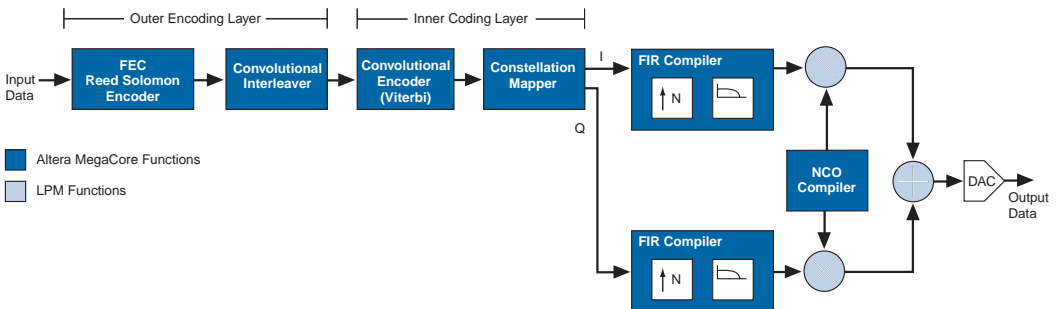 Outer Encoding Layer
Inner Coding Layer
Input
Data
FEC
Reed Solomon
Encoder
Convolutional
Interleaver
Convolutional
Encoder
(Viterbi)
Constellation
Mapper
I
Q
FIR Compiler
N
NCO
Compiler
FIR Compiler
N
DAC
Output
Data
Altera MegaCore Functions
LPM Functions